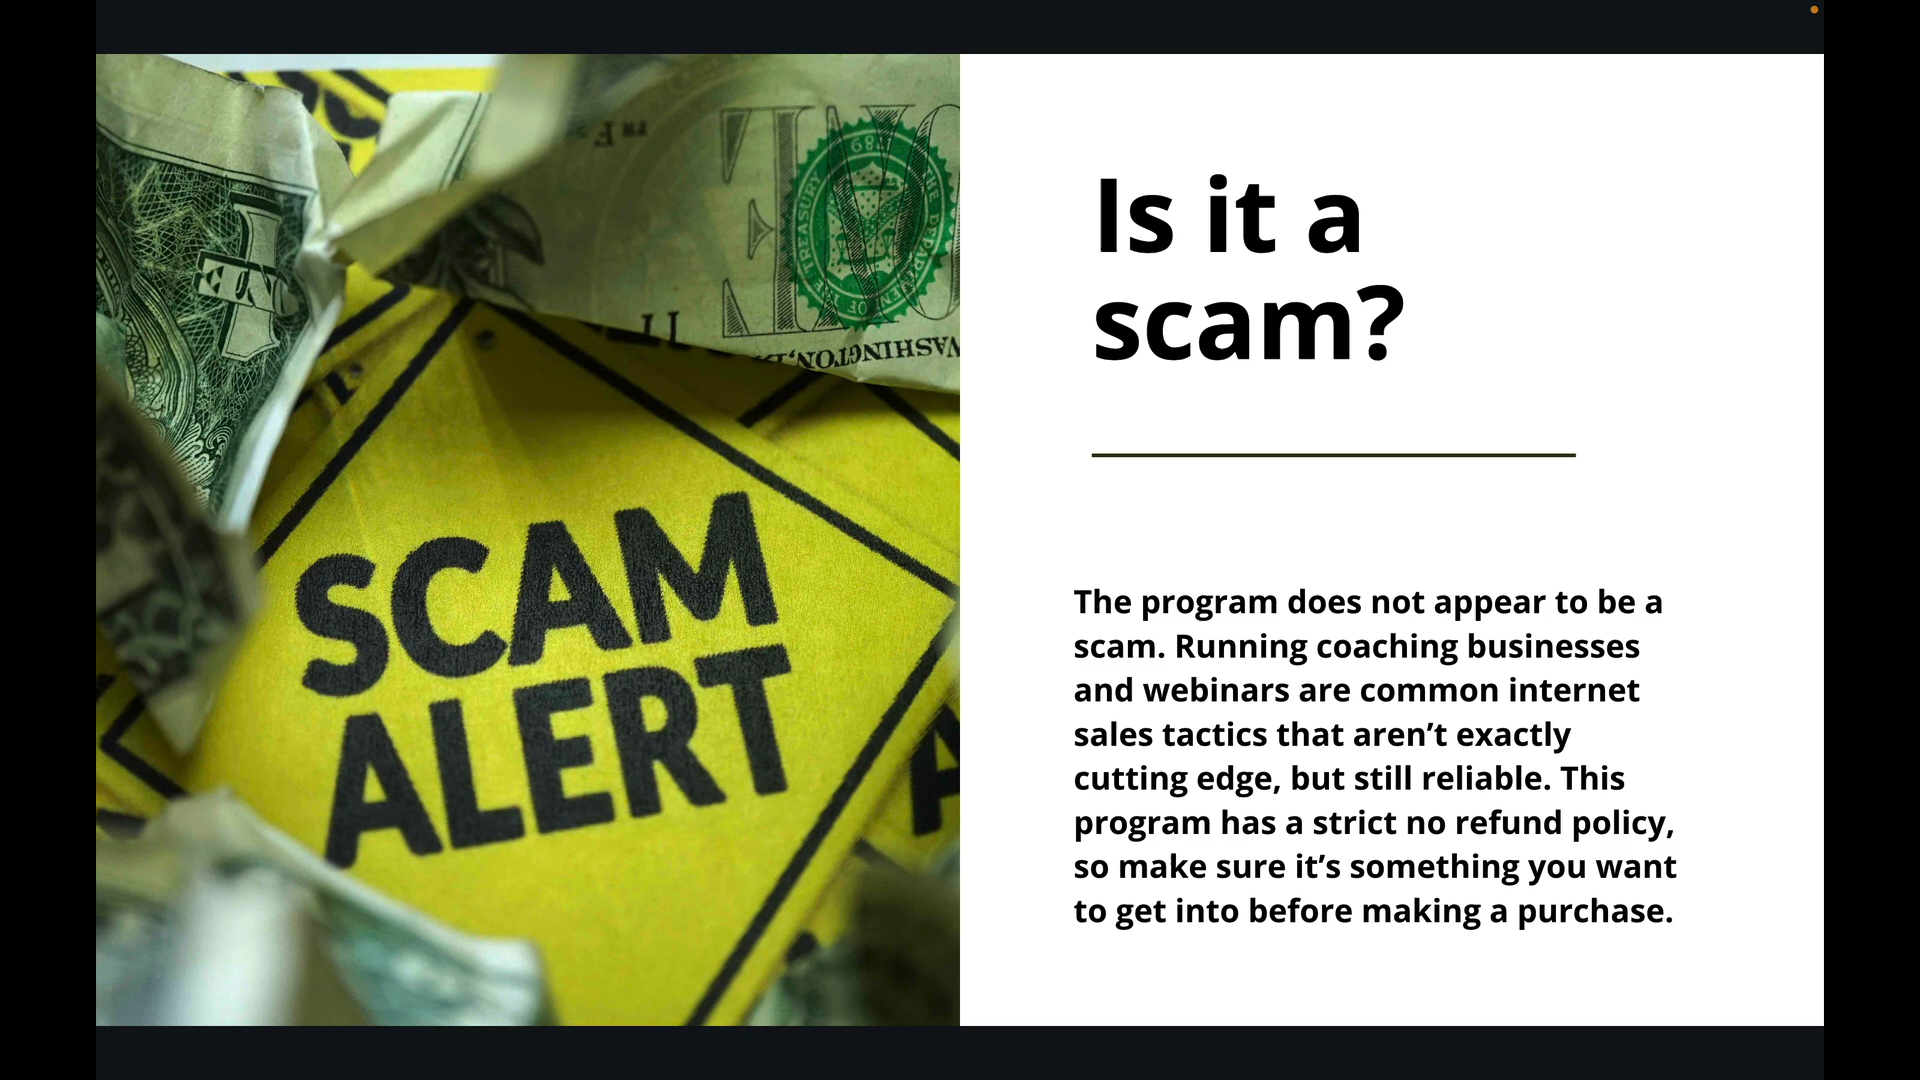 Is it a
scam?
The program does not appear to be a
scam. Running coaching businesses
and webinars are common internet
sales tactics that aren’t exactly
cutting edge, but still reliable. This
program has a strict no refund policy,
so make sure it’s something you want
to get into before making a purchase.
SCAM
ALERT
ONE
ONE